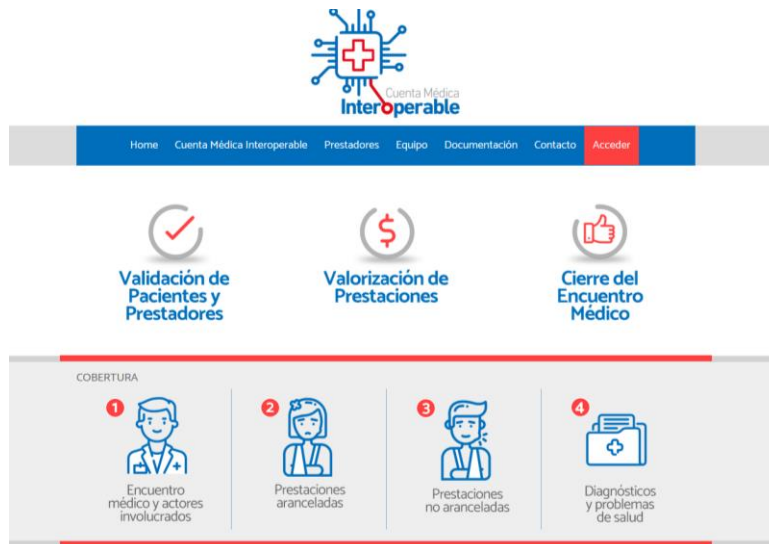 Cuenta Médica
Interoperable
Home Cuenta Médica Interoperable Prestadores Equipo Documentación Contacto Acceder
Validación de
Pacientes y
Prestadores
Valorización de
Prestaciones
Cierre del
Encuentro
Médico
COBERTURA
1
Encuentro
médico y actores
involucrados
2
Prestaciones
aranceladas
3
Prestaciones
no aranceladas
4
Diagnósticos
y problemas
de salud